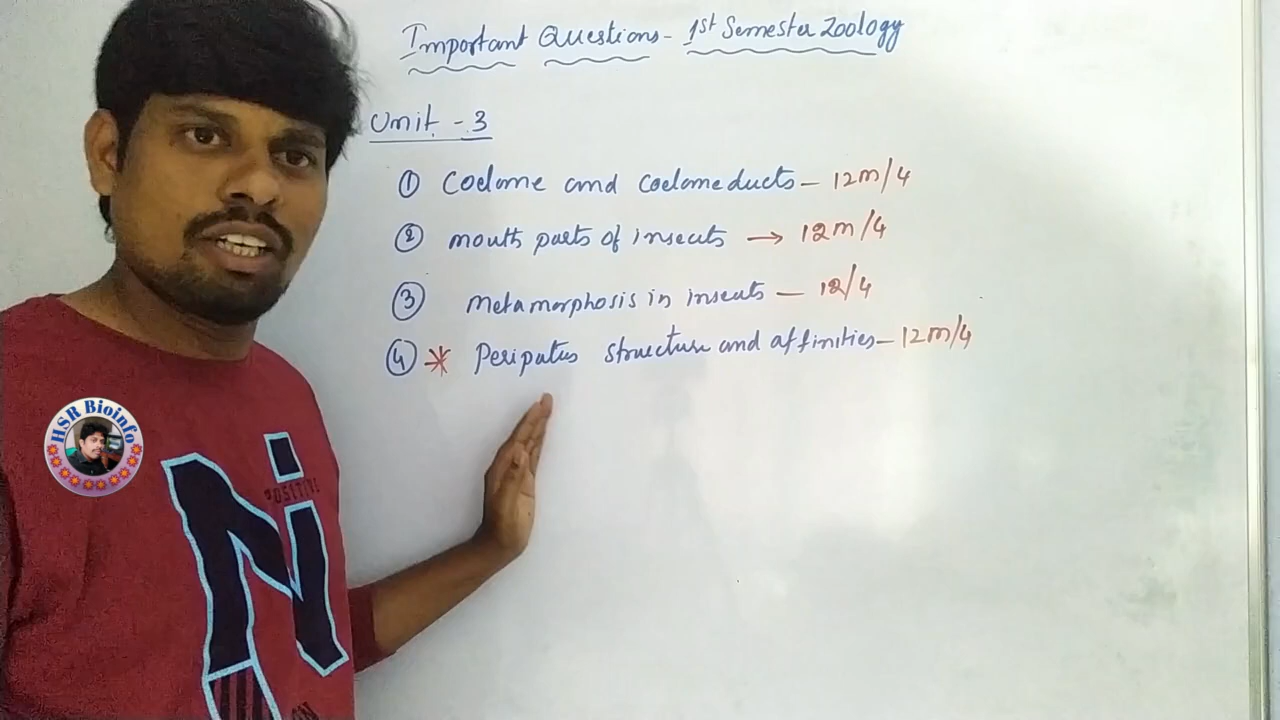 Important Questions - 1st Semester Zoology
Unit - 3
① Coelome and coelomeducts - 12m/4
② mouth parts of insects → 12m/4
③ metamorphosis in insects - 12/4
④ * Peripatus structure and affinities - 12m/4
HSR Bioinfo
POSITIVE